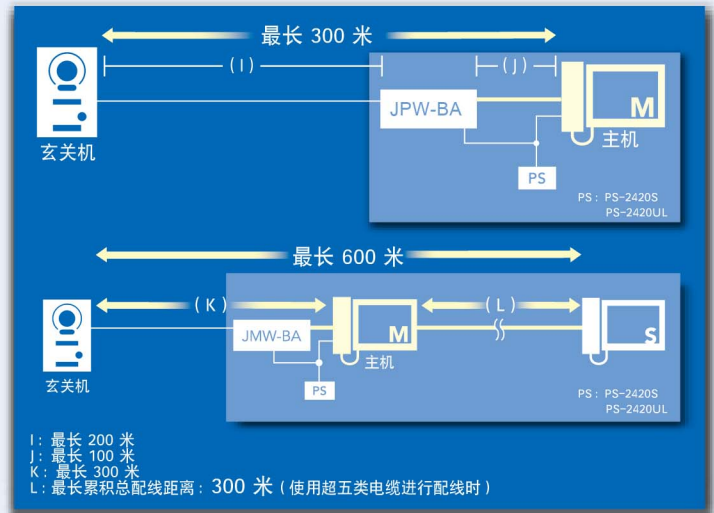 最长 300 米
( I )
( J )
JPW-BA
M
玄关机
主机
PS
PS : PS-2420S
PS-2420UL
最长 600 米
( K )
( L )
JMW-BA
M
S
主机
PS
玄关机
PS : PS-2420S
PS-2420UL
I : 最长 200 米
J : 最长 100 米
K : 最长 300 米
L : 最长累积总配线距离 : 300 米 ( 使用超五类电缆进行配线时 )